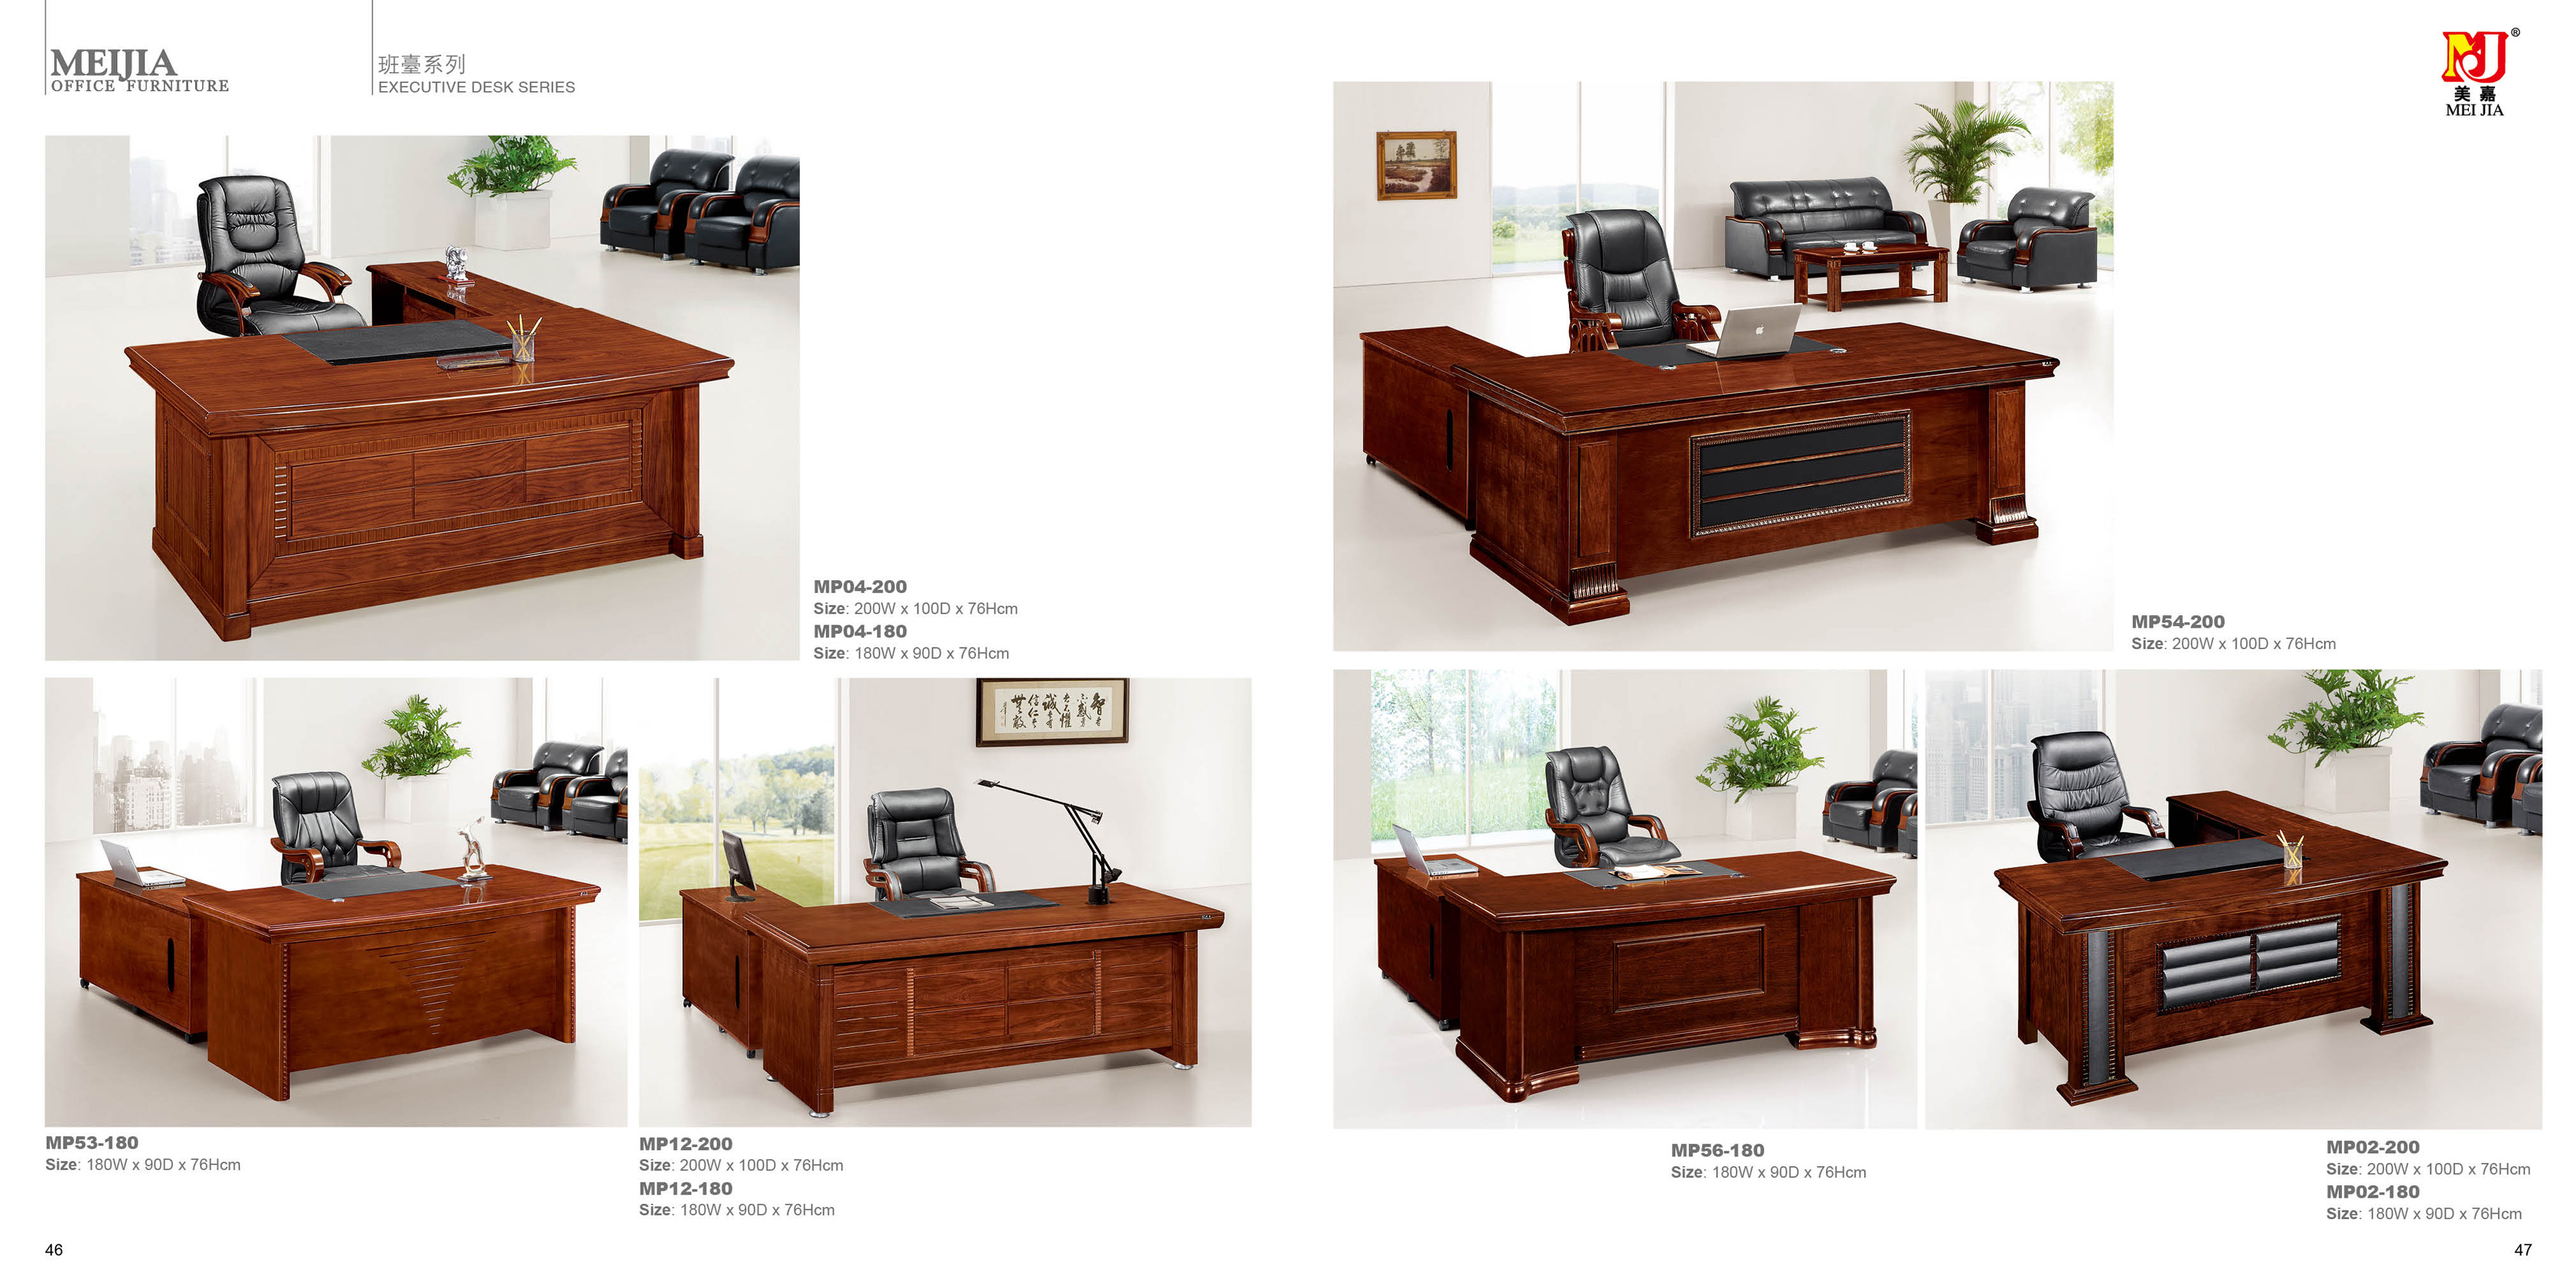 MEIJIA
OFFICE FURNITURE
班臺系列
EXECUTIVE DESK SERIES
MJ®
美嘉
MEI JIA
MP04-200
Size: 200W x 100D x 76Hcm
MP04-180
Size: 180W x 90D x 76Hcm
MP54-200
Size: 200W x 100D x 76Hcm
MP53-180
Size: 180W x 90D x 76Hcm
MP12-200
Size: 200W x 100D x 76Hcm
MP12-180
Size: 180W x 90D x 76Hcm
MP56-180
Size: 180W x 90D x 76Hcm
MP02-200
Size: 200W x 100D x 76Hcm
MP02-180
Size: 180W x 90D x 76Hcm
46
47